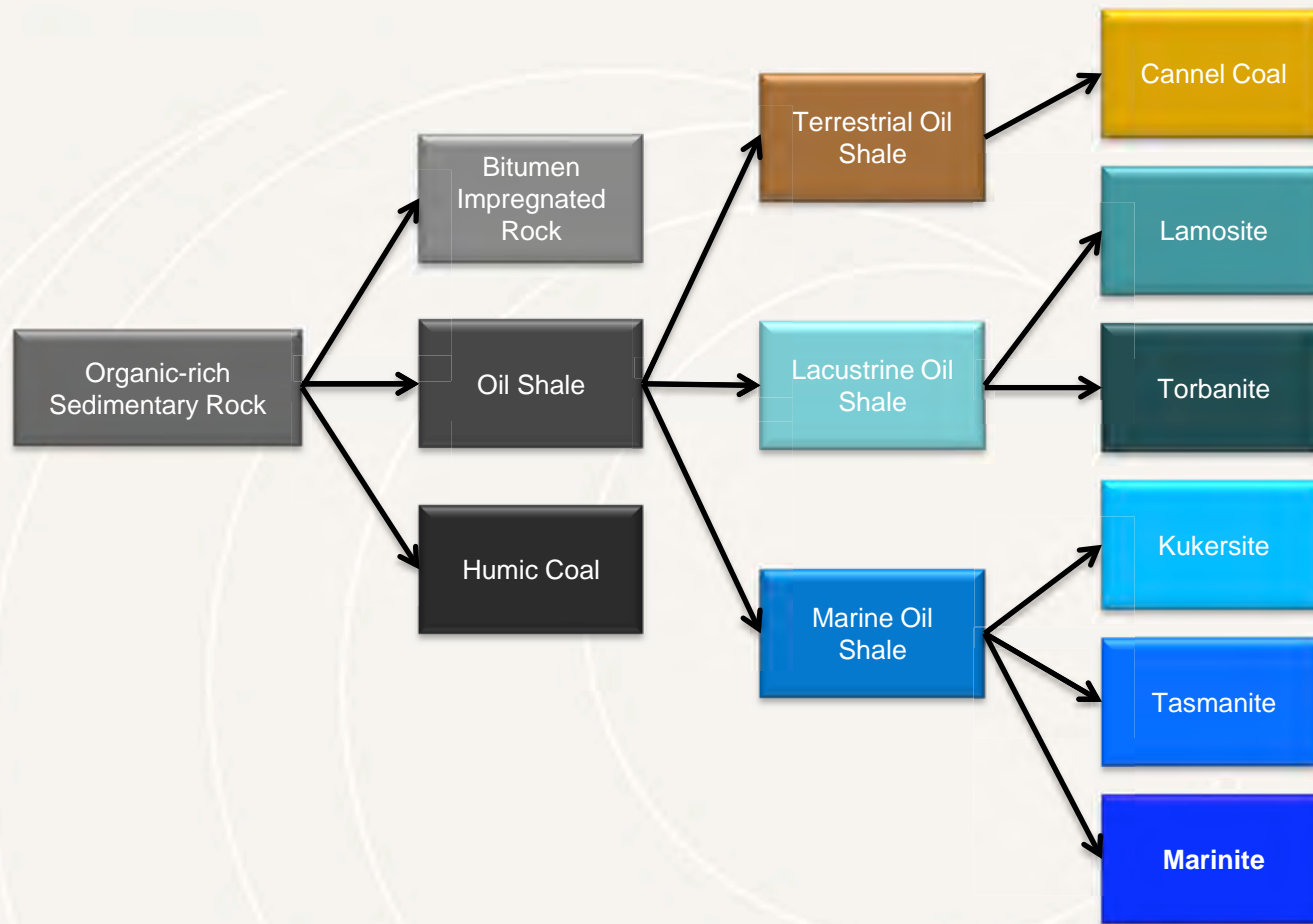 Organic-rich
Sedimentary Rock
Bitumen
Impregnated
Rock
Oil Shale
Humic Coal
Terrestrial Oil
Shale
Lacustrine Oil
Shale
Marine Oil
Shale
Cannel Coal
Lamosite
Torbanite
Kukersite
Tasmanite
Marinite